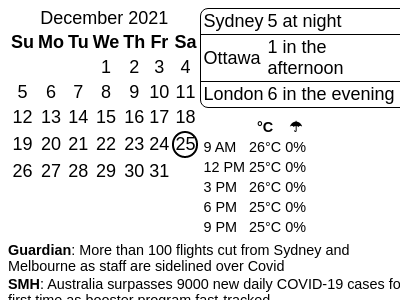 December 2021
Su Mo Tu We Th Fr Sa
1 2 3 4
5 6 7 8 9 10 11
12 13 14 15 16 17 18
19 20 21 22 23 24 25
26 27 28 29 30 31
Sydney 5 at night
Ottawa 1 in the
afternoon
London 6 in the evening
°C ☂
9 AM 26°C 0%
12 PM 25°C 0%
3 PM 26°C 0%
6 PM 25°C 0%
9 PM 25°C 0%
Guardian: More than 100 flights cut from Sydney and
Melbourne as staff are sidelined over Covid
SMH: Australia surpasses 9000 new daily COVID-19 cases fo
first time as booster program fast-tracked